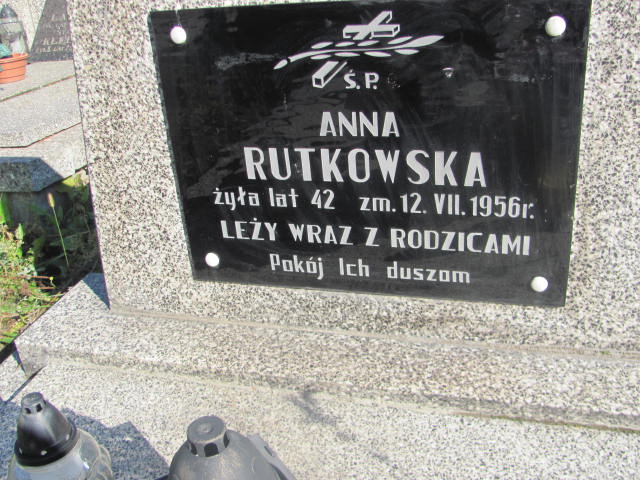 Ś.P.
ANNA
RUTKOWSKA
żyła lat 42 zm. 12. VII. 1956r.
LEŻY WRAZ Z RODZICAMI
Pokój Ich duszom